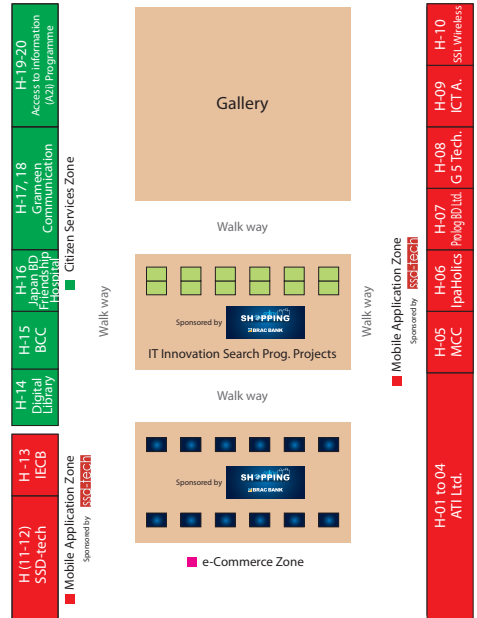 H-19-20
Access to information
(A2i) Programme
H-17, 18
Grameen
Communication
H-16
Japan BD
Friendship
Hospital
H-15
BCC
H-14
Digital
Library
H -13
IECB
H (11-12)
SSD-tech
Citizen Services Zone
Mobile Application Zone
Sponsored by ssd-tech
Walk way
Gallery
Walk way
Sponsored by
SHOPPING
BRAC BANK
IT Innovation Search Prog. Projects
Walk way
Sponsored by
SHOPPING
BRAC BANK
e-Commerce Zone
Walk way
Mobile Application Zone
Sponsored by ssd-tech
H-10
SSL Wireless
H-09
ICT A.
H-08
G 5 Tech.
H-07
Prolog BD Ltd.
H-06
IpaHolics
H-05
MCC
H-01 to 04
ATI Ltd.